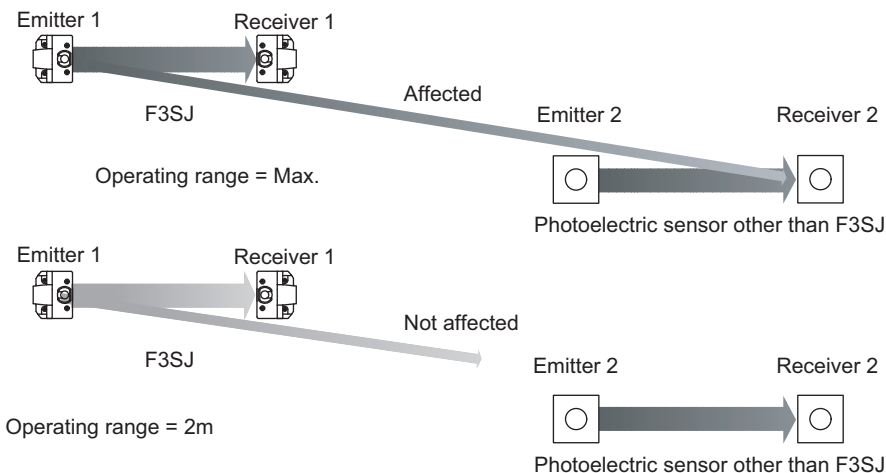 Emitter 1
Receiver 1
F3SJ
Affected
Emitter 2
Receiver 2
Operating range = Max.
Photoelectric sensor other than F3SJ
Emitter 1
Receiver 1
Not affected
F3SJ
Emitter 2
Receiver 2
Operating range = 2m
Photoelectric sensor other than F3SJ